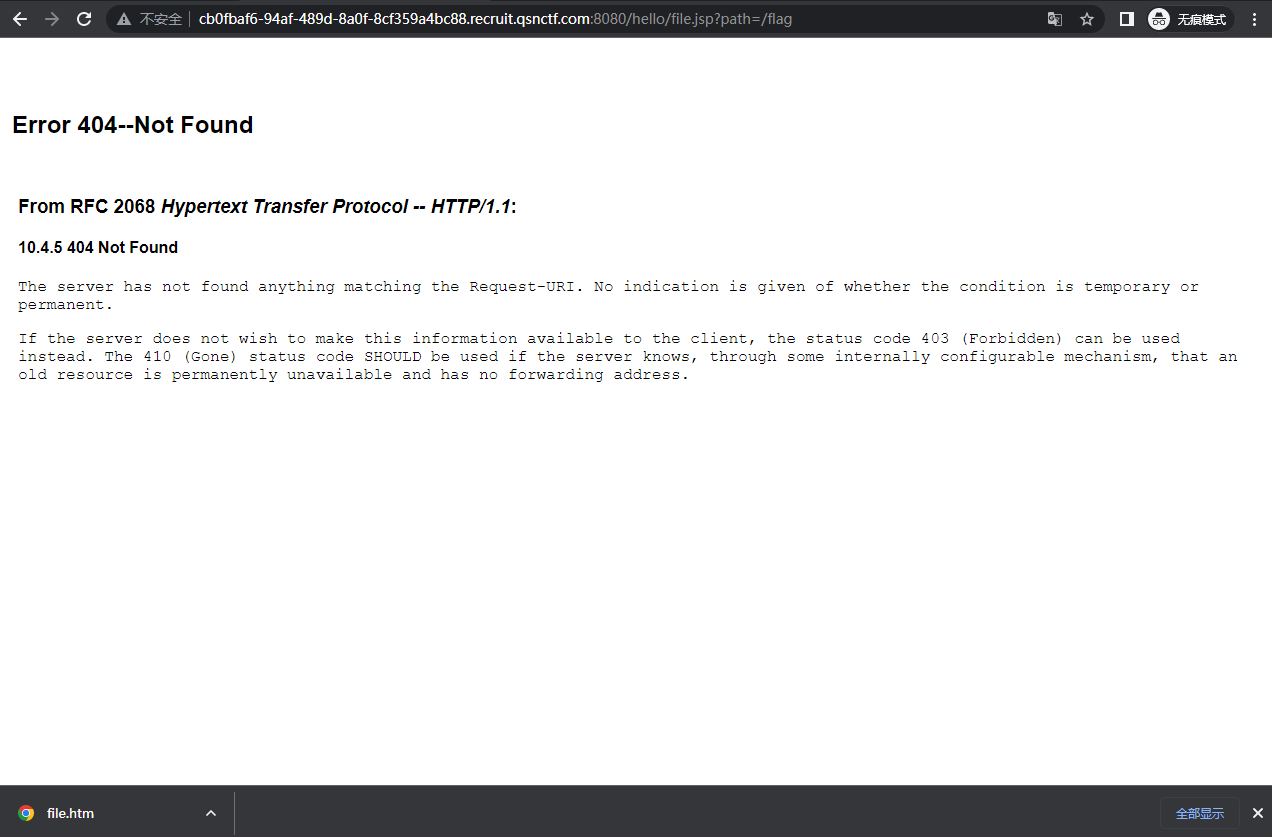 不安全
cb0fbaf6-94af-489d-8a0f-8cf359a4bc88.recruit.qsnctf.com:8080/hello/file.jsp?path=/flag
无痕模式
Error 404--Not Found
From RFC 2068 Hypertext Transfer Protocol -- HTTP/1.1:
10.4.5 404 Not Found
The server has not found anything matching the Request-URI. No indication is given of whether the condition is temporary or
permanent.
If the server does not wish to make this information available to the client, the status code 403 (Forbidden) can be used
instead. The 410 (Gone) status code SHOULD be used if the server knows, through some internally configurable mechanism, that an
old resource is permanently unavailable and has no forwarding address.
file.htm
全部显示